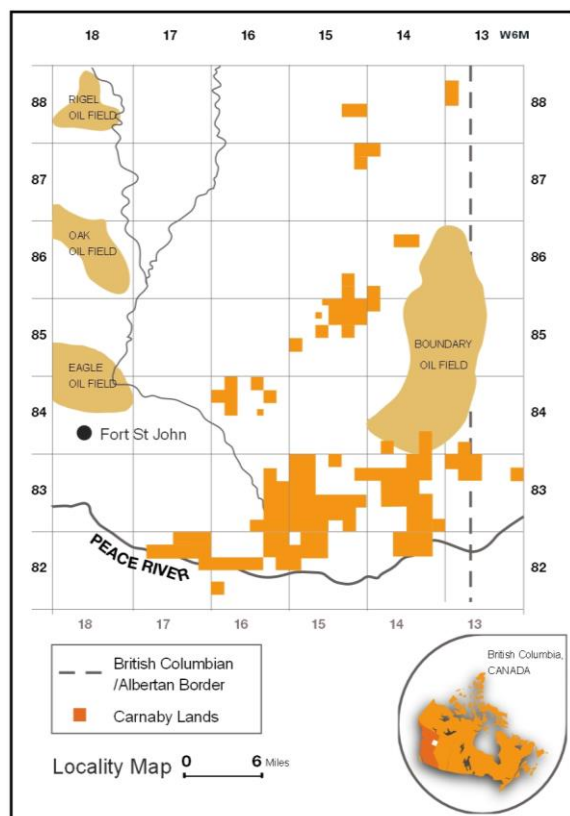 18 17 16 15 14 13 W6M
88 88
RIGEL
OIL FIELD
87 87
OAK
OIL FIELD
86 86
85 85
BOUNDARY
OIL FIELD
EAGLE
OIL FIELD
84 84
Fort St John
83 83
PEACE RIVER
82 82
18 17 16 15 14 13
British Columbian
/Albertan Border
Carnaby Lands
Locality Map 0 6 Miles
British Columbia,
CANADA